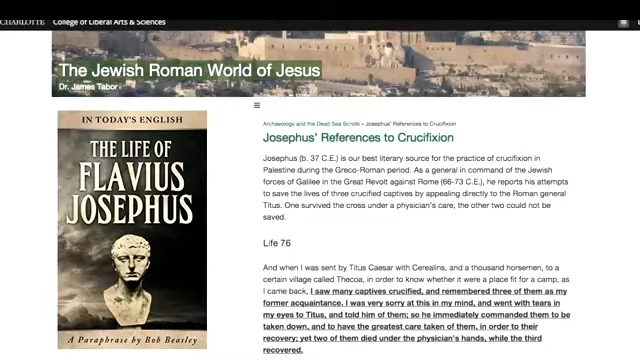 CHARLOTTE College of Liberal Arts & Sciences
The Jewish Roman World of Jesus
Dr. James Tabor
IN TODAY'S ENGLISH
THE LIFE OF
FLAVIUS
JOSEPHUS
A Paraphrase by Bob Beasley
Archaeology and the Dead Sea Scrolls » Josephus' References to Crucifixion
Josephus' References to Crucifixion
Josephus (b. 37 C.E.) is our best literary source for the practice of crucifixion in
Palestine during the Greco-Roman period. As a general in command of the Jewish
forces of Galilee in the Great Revolt against Rome (66-73 C.E.), he reports his attempts
to save the lives of three crucified captives by appealing directly to the Roman general
Titus. One survived the cross under a physician's care, the other two could not be
saved.
Life 76
And when I was sent by Titus Caesar with Cerealins, and a thousand horsemen, to a
certain village called Thecoa, in order to know whether it were a place fit for a camp, as
I came back, I saw many captives crucified, and remembered three of them as my
former acquaintance. I was very sorry at this in my mind, and went with tears in
my eyes to Titus, and told him of them; so he immediately commanded them to be
taken down, and to have the greatest care taken of them, in order to their
recovery; yet two of them died under the physician's hands, while the third
recovered.